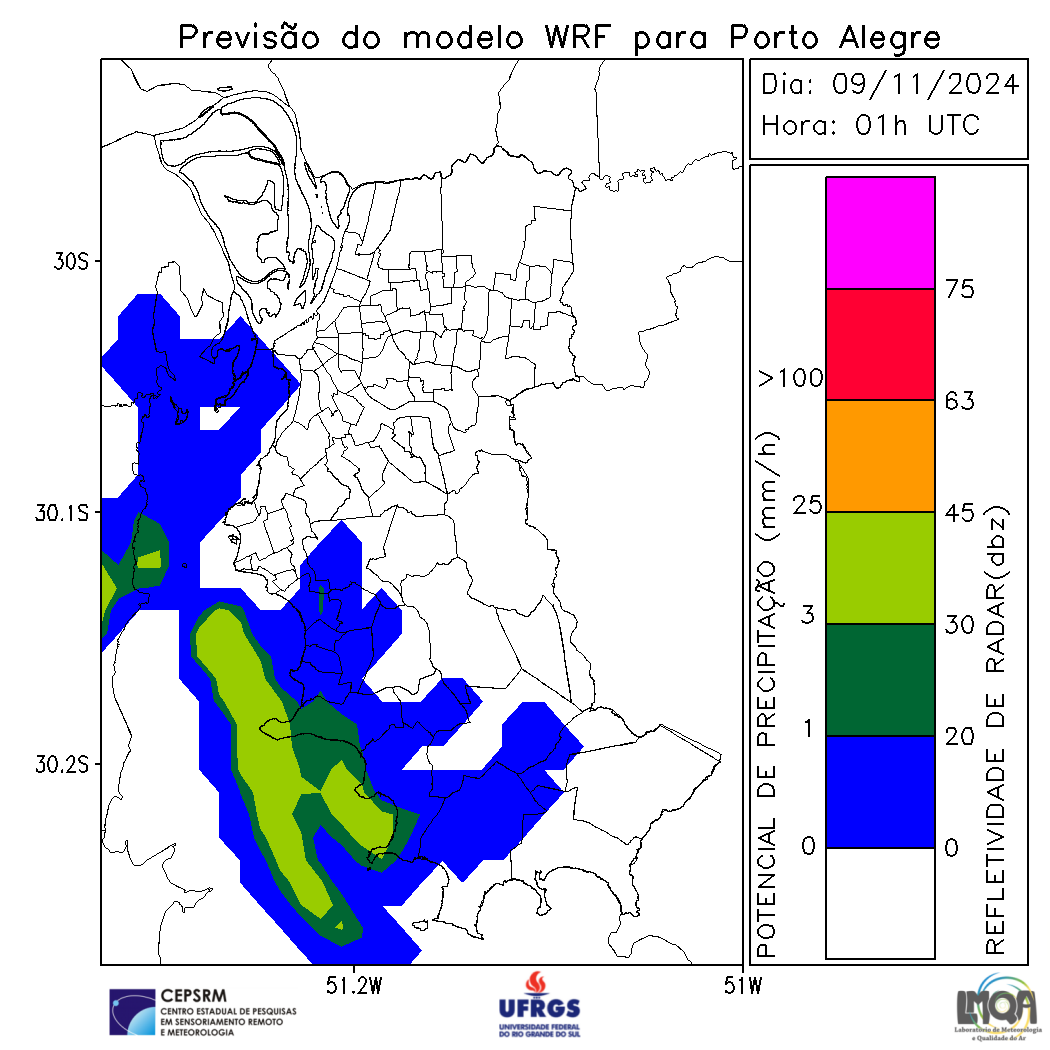 Previsão do modelo WRF para Porto Alegre
Dia: 09/11/2024
Hora: 01h UTC
30S
30.1S
30.2S
51.2W
51W
POTENCIAL DE PRECIPITAÇÃO (mm/h)
>100
25
3
1
0
75
63
45
30
20
0
REFLETIVIDADE DE RADAR(dbz)
CEPSRM
CENTRO ESTADUAL DE PESQUISAS
EM SENSORIAMENTO REMOTO
E METEOROLOGIA
UFRGS
UNIVERSIDADE FEDERAL
DO RIO GRANDE DO SUL
LMQA
Laboratório de Meteorologia
e Qualidade do Ar